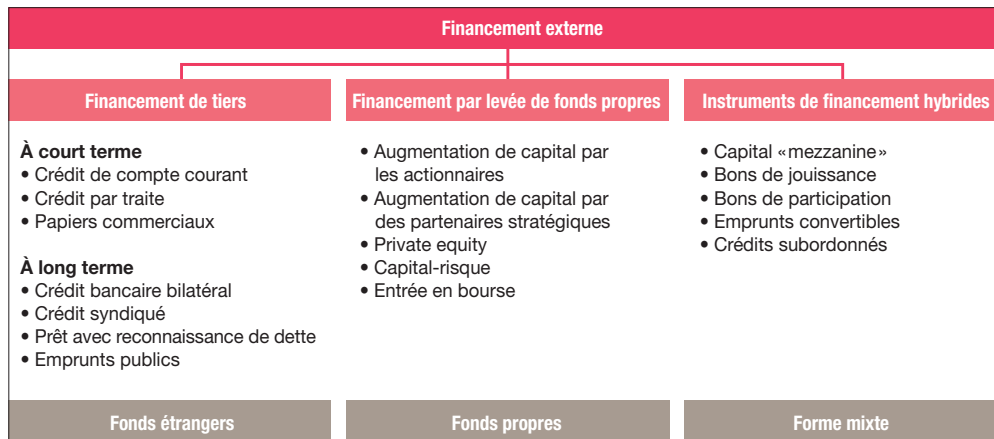 Financement externe
Financement de tiers
À court terme
• Crédit de compte courant
• Crédit par traite
• Papiers commerciaux
À long terme
• Crédit bancaire bilatéral
• Crédit syndiqué
• Prêt avec reconnaissance de dette
• Emprunts publics
Fonds étrangers
Financement par levée de fonds propres
• Augmentation de capital par
les actionnaires
• Augmentation de capital par
des partenaires stratégiques
• Private equity
• Capital-risque
• Entrée en bourse
Fonds propres
Instruments de financement hybrides
• Capital «mezzanine»
• Bons de jouissance
• Bons de participation
• Emprunts convertibles
• Crédits subordonnés
Forme mixte